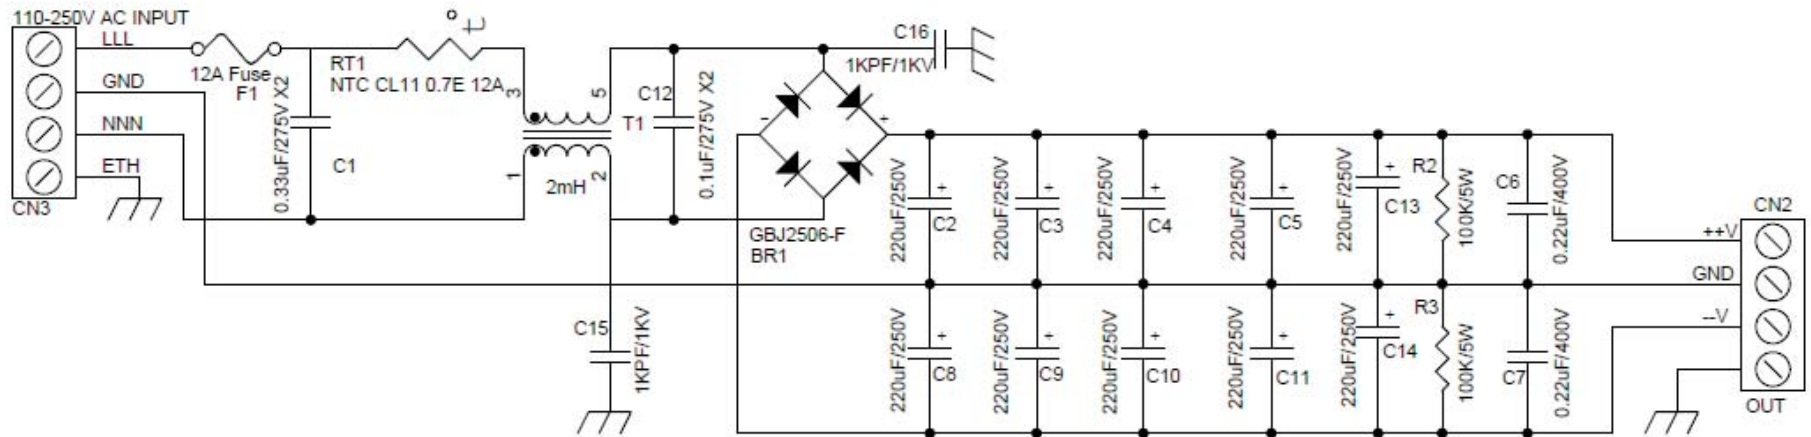 110-250V AC INPUT
LLL
GND
NNN
ETH
CN3
12A Fuse
F1
0.33uF/275V X2
C1
RT1
NTC CL11 0.7E 12A
t
3
5
1
2
T1
2mH
C12
0.1uF/275V X2
C16
1KPF/1KV
-
+
GBJ2506-F
BR1
C15
1KPF/1KV
220uF/250V
+
C2
220uF/250V
+
C3
220uF/250V
+
C4
220uF/250V
+
C5
220uF/250V
+
C13
R2
100K/5W
C6
0.22uF/400V
220uF/250V
+
C8
220uF/250V
+
C9
220uF/250V
+
C10
220uF/250V
+
C11
220uF/250V
+
C14
R3
100K/5W
C7
0.22uF/400V
CN2
++V
GND
--V
OUT